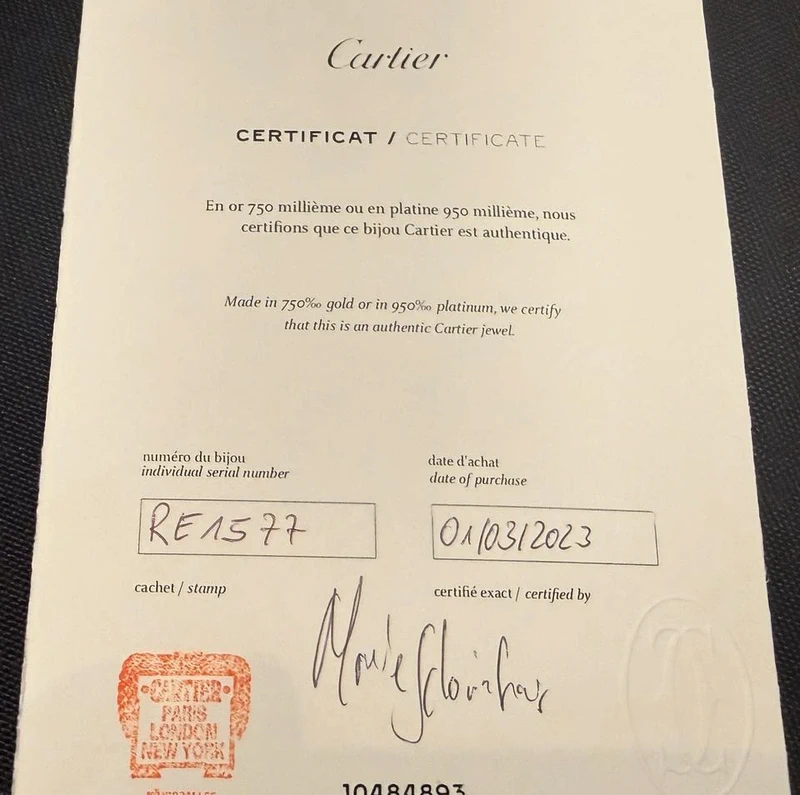 Cartier
CERTIFICAT / CERTIFICATE
En or 750 millième ou en platine 950 millième, nous
certifions que ce bijou Cartier est authentique.
Made in 750‰ gold or in 950‰ platinum, we certify
that this is an authentic Cartier jewel.
numéro du bijou
individual serial number
date d'achat
date of purchase
RE1577
01/03/2023
cachet / stamp
certifié exact / certified by
CARTIER
PARIS
LONDON
NEW YORK
10484893